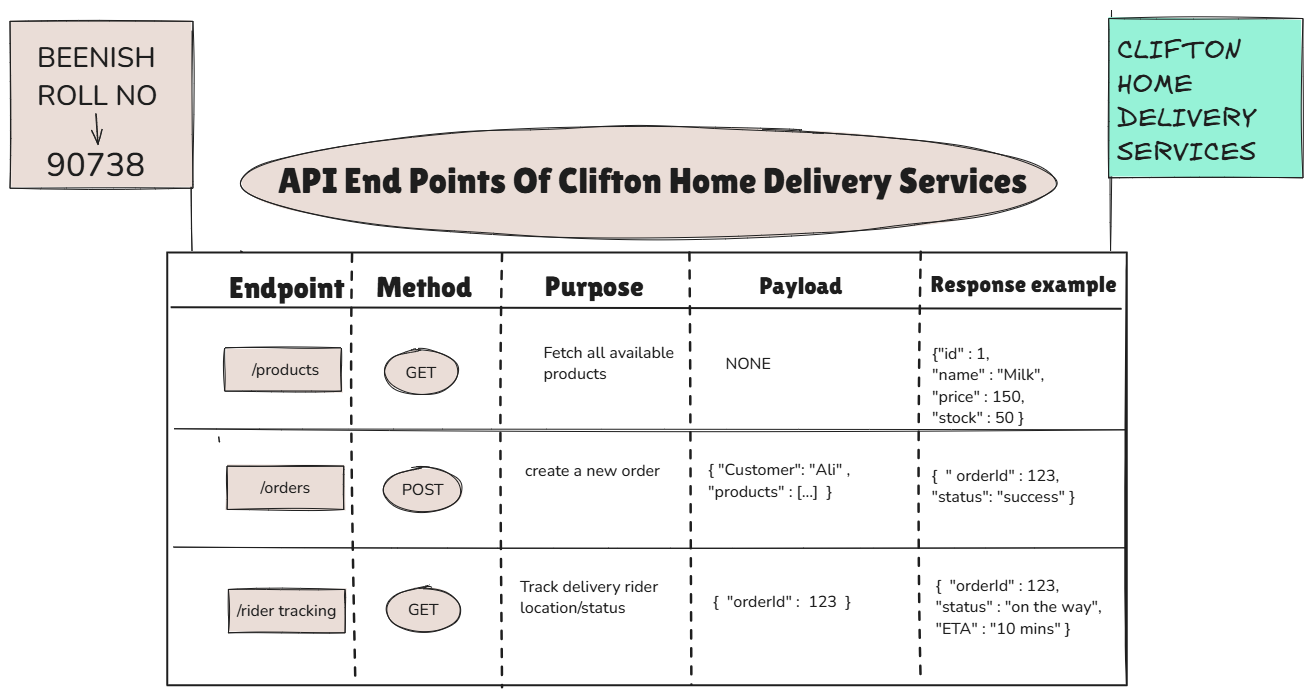 BEENISH
ROLL NO
90738
CLIFTON
HOME
DELIVERY
SERVICES
API End Points Of Clifton Home Delivery Services
Endpoint Method Purpose Payload Response example
/products
GET
Fetch all available
products
NONE
{"id" : 1,
"name" : "Milk",
"price" : 150,
"stock" : 50 }
/orders
POST
create a new order
{ "Customer": "Ali" ,
"products" : [...] }
{ " orderId" : 123,
"status": "success" }
/rider tracking
GET
Track delivery rider
location/status
{ "orderId" : 123 }
{ "orderId" : 123,
"status" : "on the way",
"ETA" : "10 mins" }